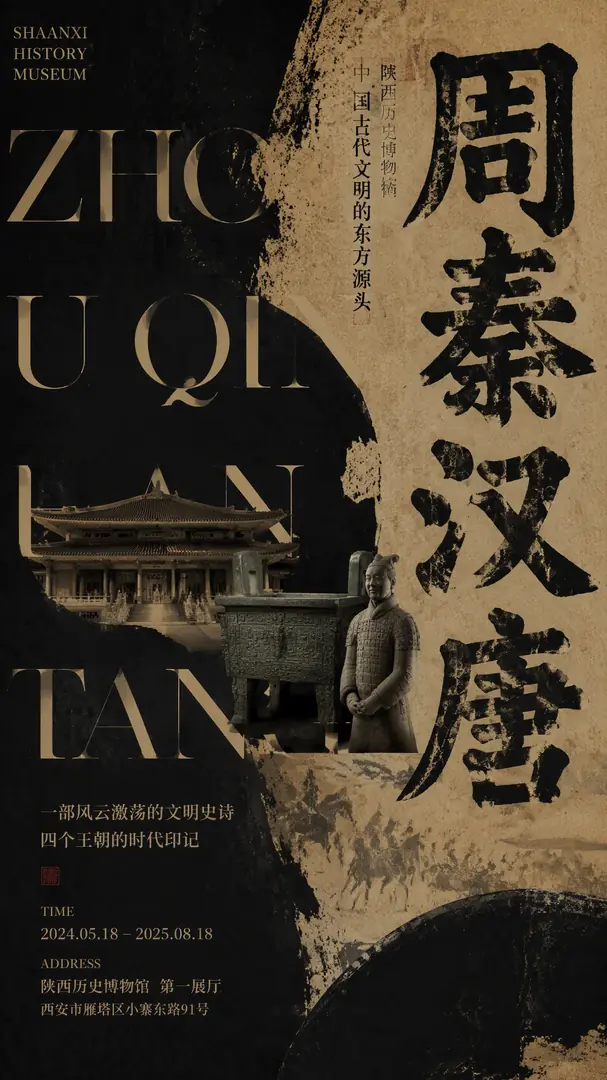 SHAANXI
HISTORY
MUSEUM
周秦汉唐
陕西历史博物馆
中国古代文明的东方源头
ZHO
U QIN
HAN
TANG
一部风云激荡的文明史诗
四个王朝的时代印记
TIME
2024.05.18 – 2025.08.18
ADDRESS
陕西历史博物馆 第一展厅
西安市雁塔区小寨东路91号